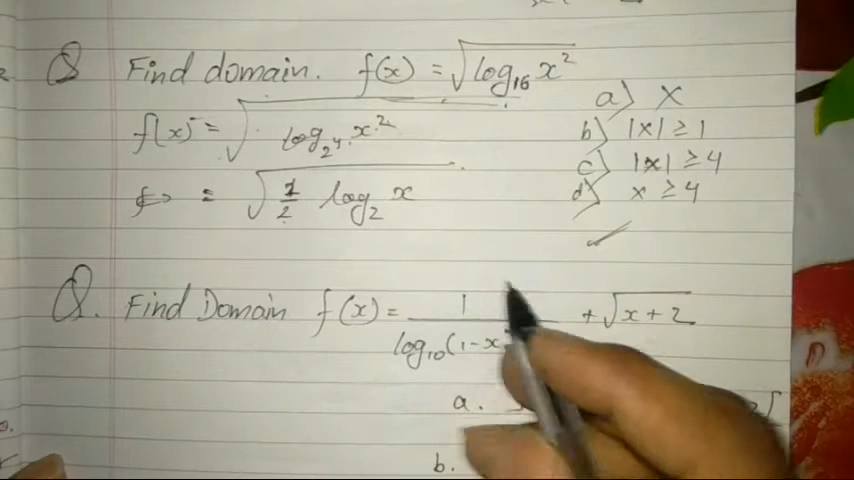 Q Find domain. f(x) = √log₁₆ x²
a) X
f(x) = √log₂⁴ x²
b) |x| ≥ 1
c) |x| ≥ 4
= √1/2 log₂ x
d) x ≥ 4
Q. Find Domain f(x) = 1/log₁₀(1-x + √x+2
a.
b.